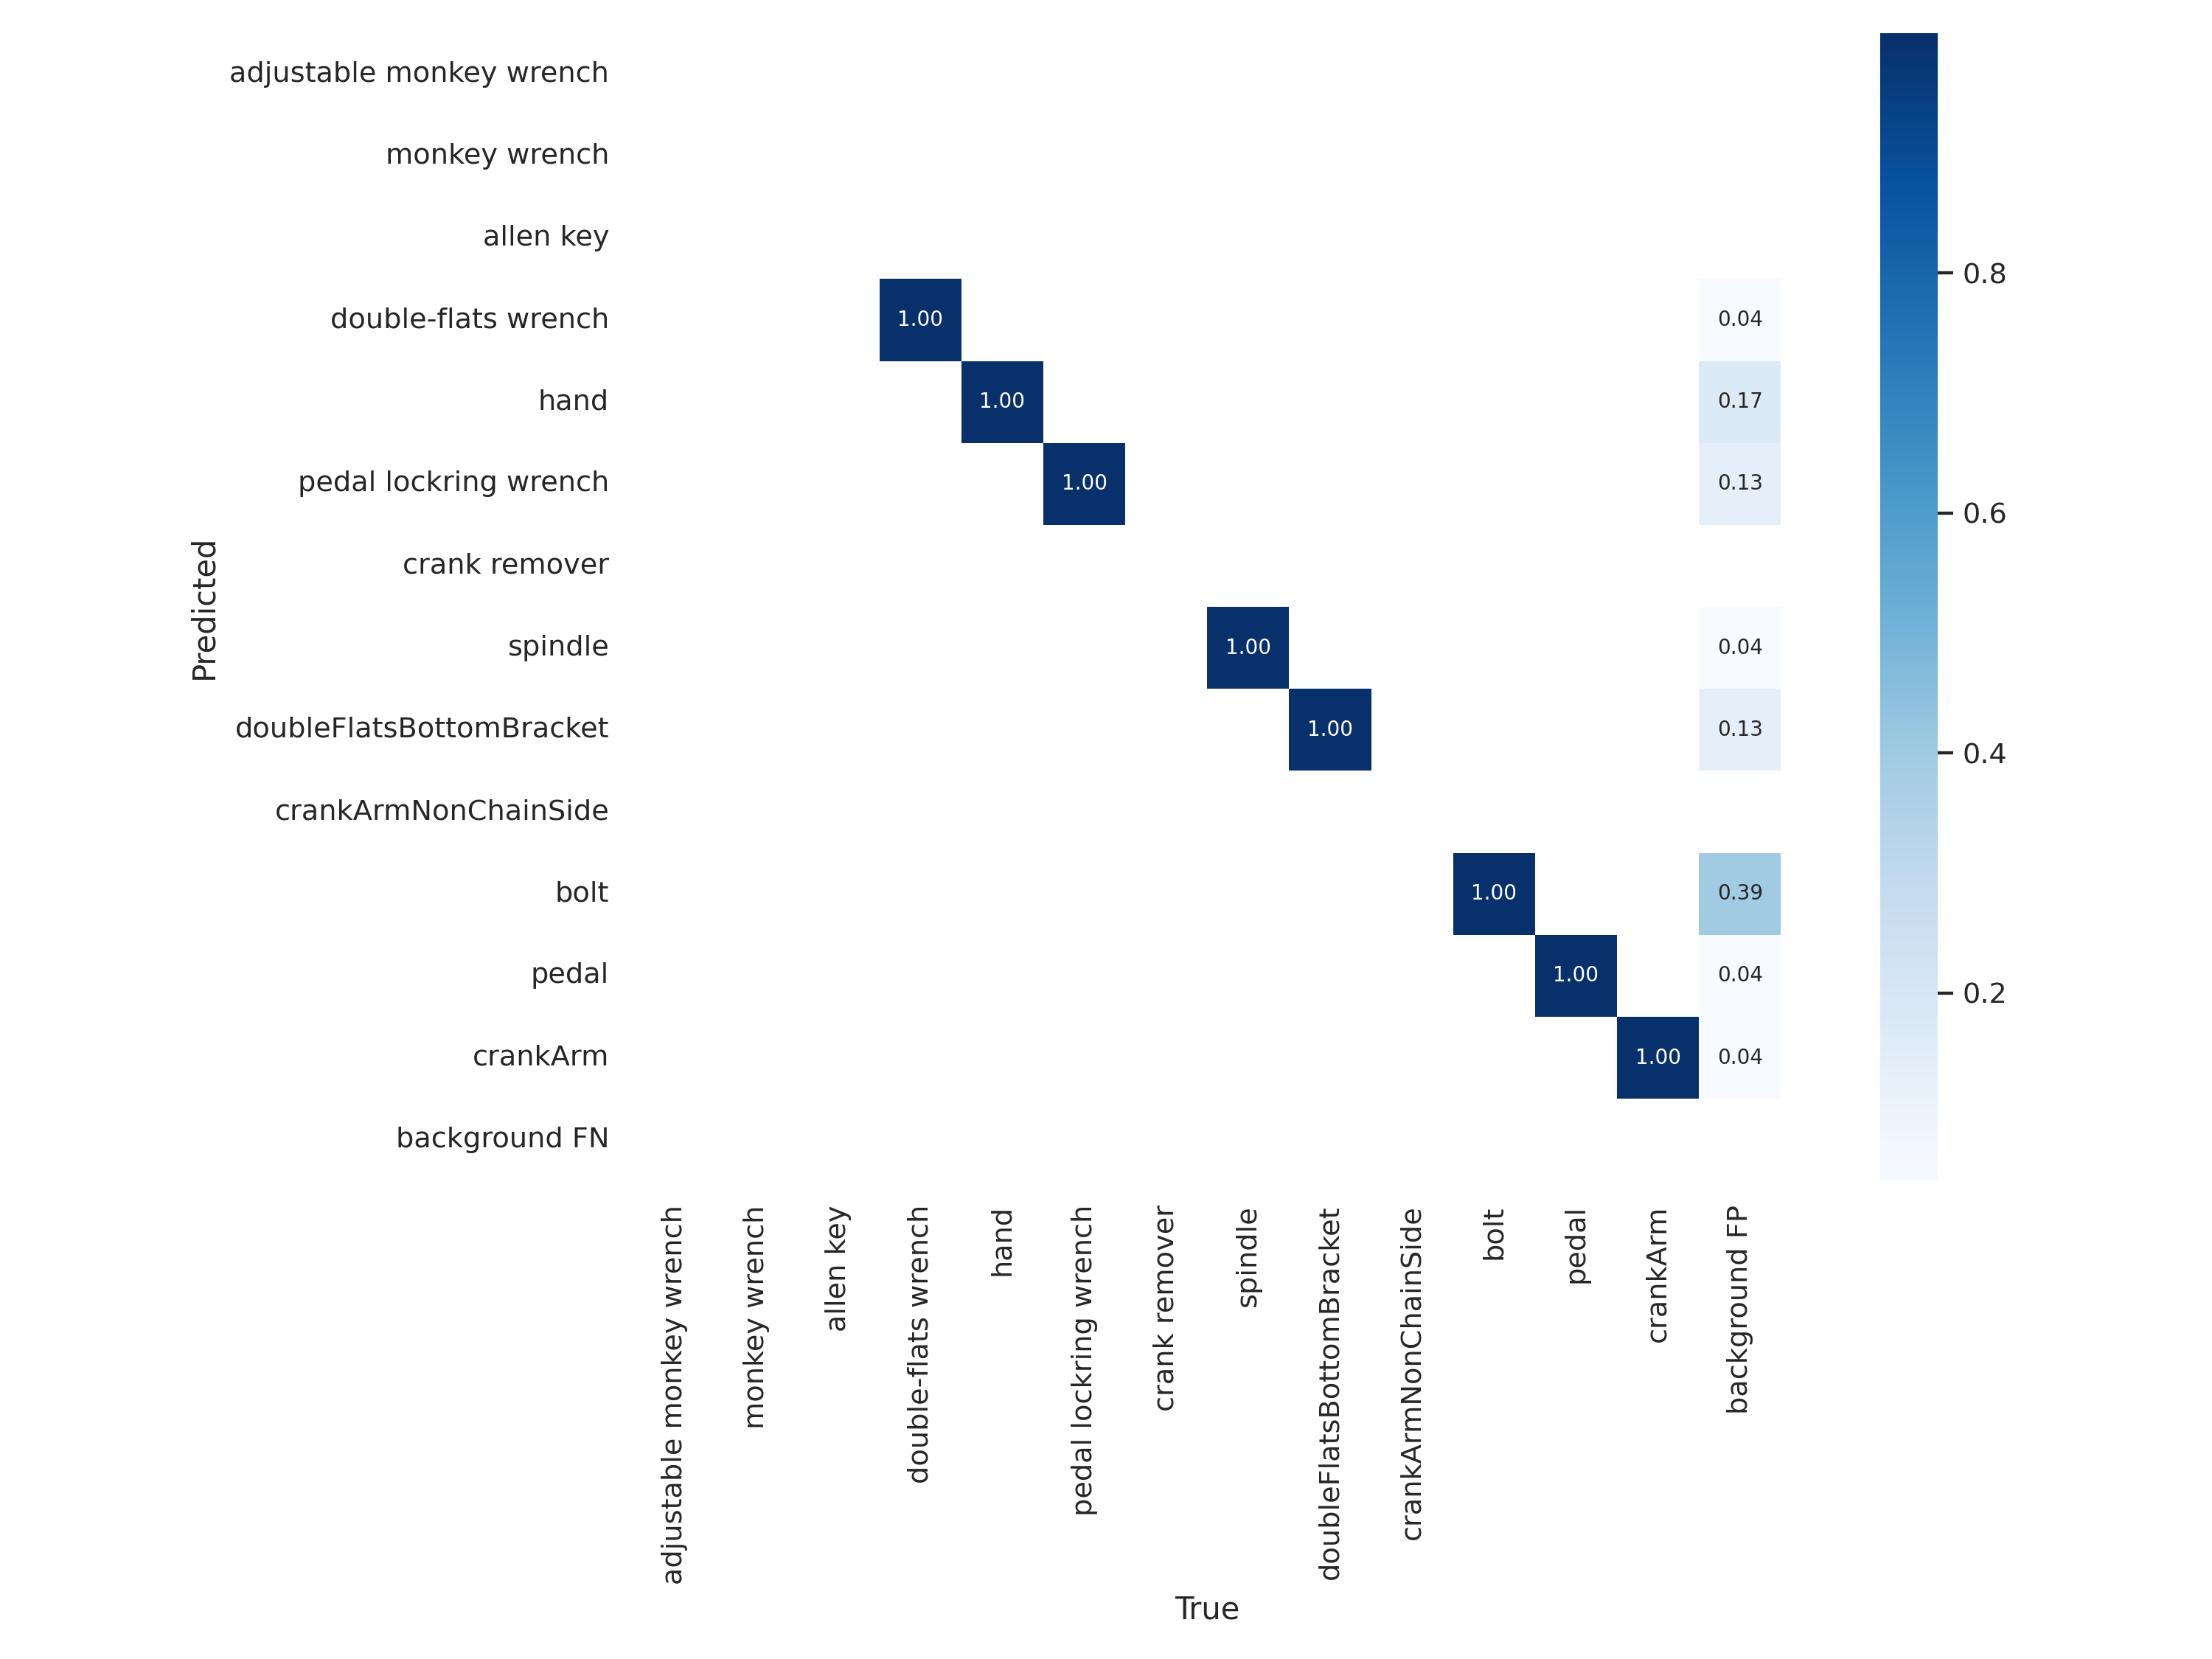 adjustable monkey wrench
monkey wrench
allen key
double-flats wrench
hand
pedal lockring wrench
crank remover
spindle
doubleFlatsBottomBracket
crankArmNonChainSide
bolt
pedal
crankArm
background FN
Predicted
1.00 0.04
1.00 0.17
1.00 0.13
1.00 0.04
1.00 0.13
1.00 0.39
1.00 0.04
1.00 0.04
0.8
0.6
0.4
0.2
adjustable monkey wrench
monkey wrench
allen key
double-flats wrench
hand
pedal lockring wrench
crank remover
spindle
doubleFlatsBottomBracket
crankArmNonChainSide
bolt
pedal
crankArm
background FP
True